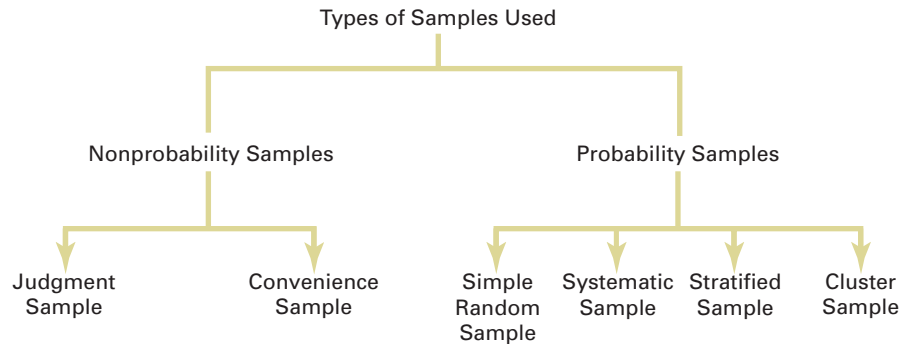 Types of Samples Used
Nonprobability Samples
Probability Samples
Judgment
Sample
Convenience
Sample
Simple
Random
Sample
Systematic
Sample
Stratified
Sample
Cluster
Sample